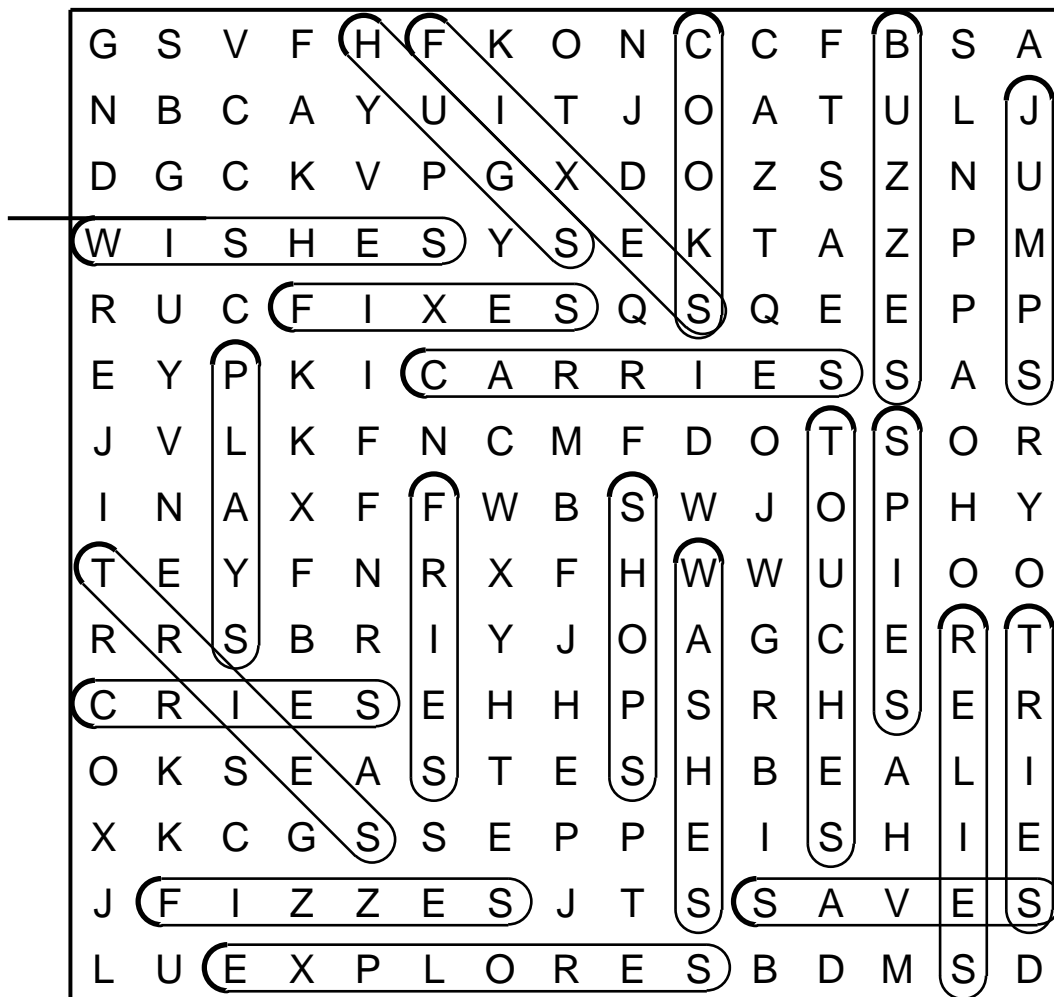 G S V F H F K O N C C F B S A
N B C A Y U I T J O A T U L J
D G C K V P G X D O Z S Z N U
W I S H E S Y S E K T A Z P M
R U C F I X E S Q S Q E E P P
E Y P K I C A R R I E S S A S
J V L K F N C M F D O T S O R
I N A X F F W B S W J O P H Y
T E Y F N R X F H W W U I O O
R R S B R I Y J O A G C E R T
C R I E S E H H P S R H S E R
O K S E A S T E S H B E A L I
X K C G S S E P P E I S H I E
J F I Z Z E S J T S S A V E S
L U E X P L O R E S B D M S D